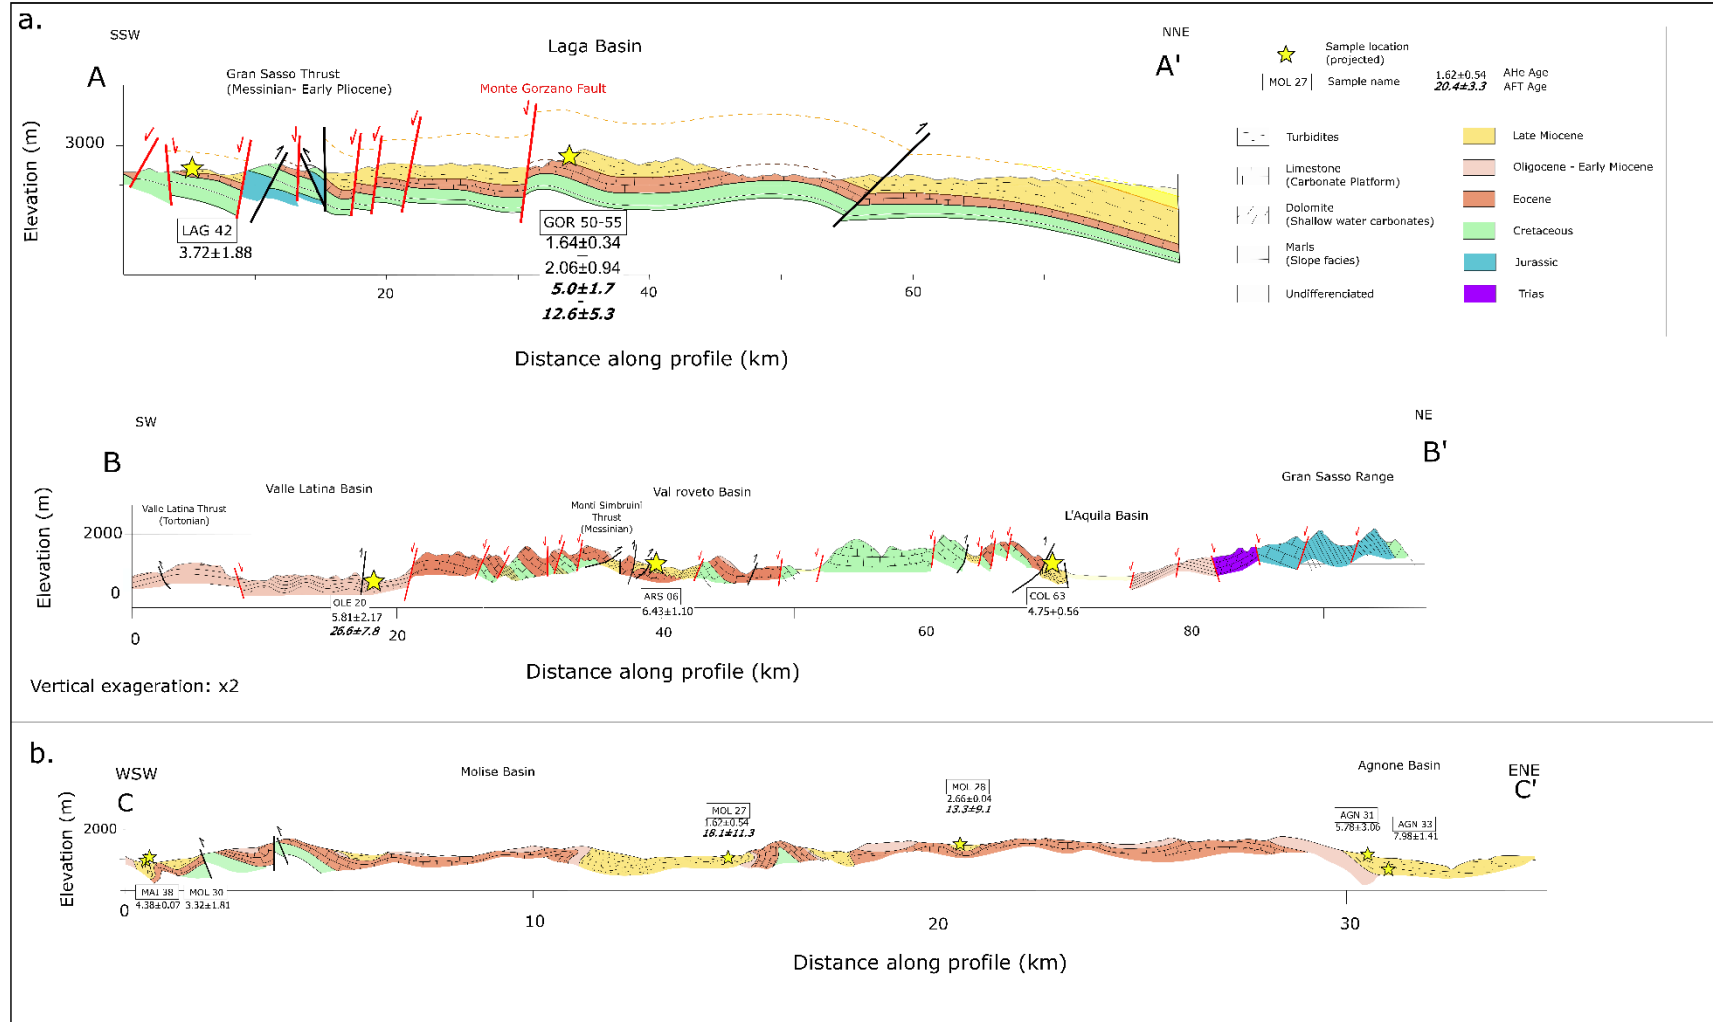 a.
SSW
NNE
Laga Basin
A
A'
Gran Sasso Thrust
(Messinian- Early Pliocene)
Monte Gorzano Fault
Elevation (m)
3000
LAG 42
3.72±1.88
GOR 50-55
1.64±0.34
–
2.06±0.94
5.0±1.7
-
12.6±5.3
20
40
60
Distance along profile (km)
Sample location
(projected)
MOL 27
Sample name
1.62±0.54
AHe Age
20.4±3.3
AFT Age
Turbidites
Limestone
(Carbonate Platform)
Dolomite
(Shallow water carbonates)
Marls
(Slope facies)
Undifferenciated
Late Miocene
Oligocene - Early Miocene
Eocene
Cretaceous
Jurassic
Trias
SW
NE
B
B'
Valle Latina Basin
Val roveto Basin
Gran Sasso Range
Valle Latina Thrust
(Tortonian)
Monti Simbruini
Thrust
(Messinian)
L'Aquila Basin
Elevation (m)
2000
0
OLE 20
5.81±2.17
26.6±7.8
ARS 06
6.43±1.10
COL 63
4.75±0.56
0
20
40
60
80
Distance along profile (km)
Vertical exageration: x2
b.
WSW
ENE
C
C'
Molise Basin
Agnone Basin
Elevation (m)
2000
MOL 27
1.62±0.54
16.1±11.3
MOL 28
2.66±0.04
13.3±9.1
AGN 31
5.78±3.06
AGN 33
7.98±1.41
MAI 38
4.38±0.07
MOL 30
3.32±1.81
0
10
20
30
Distance along profile (km)